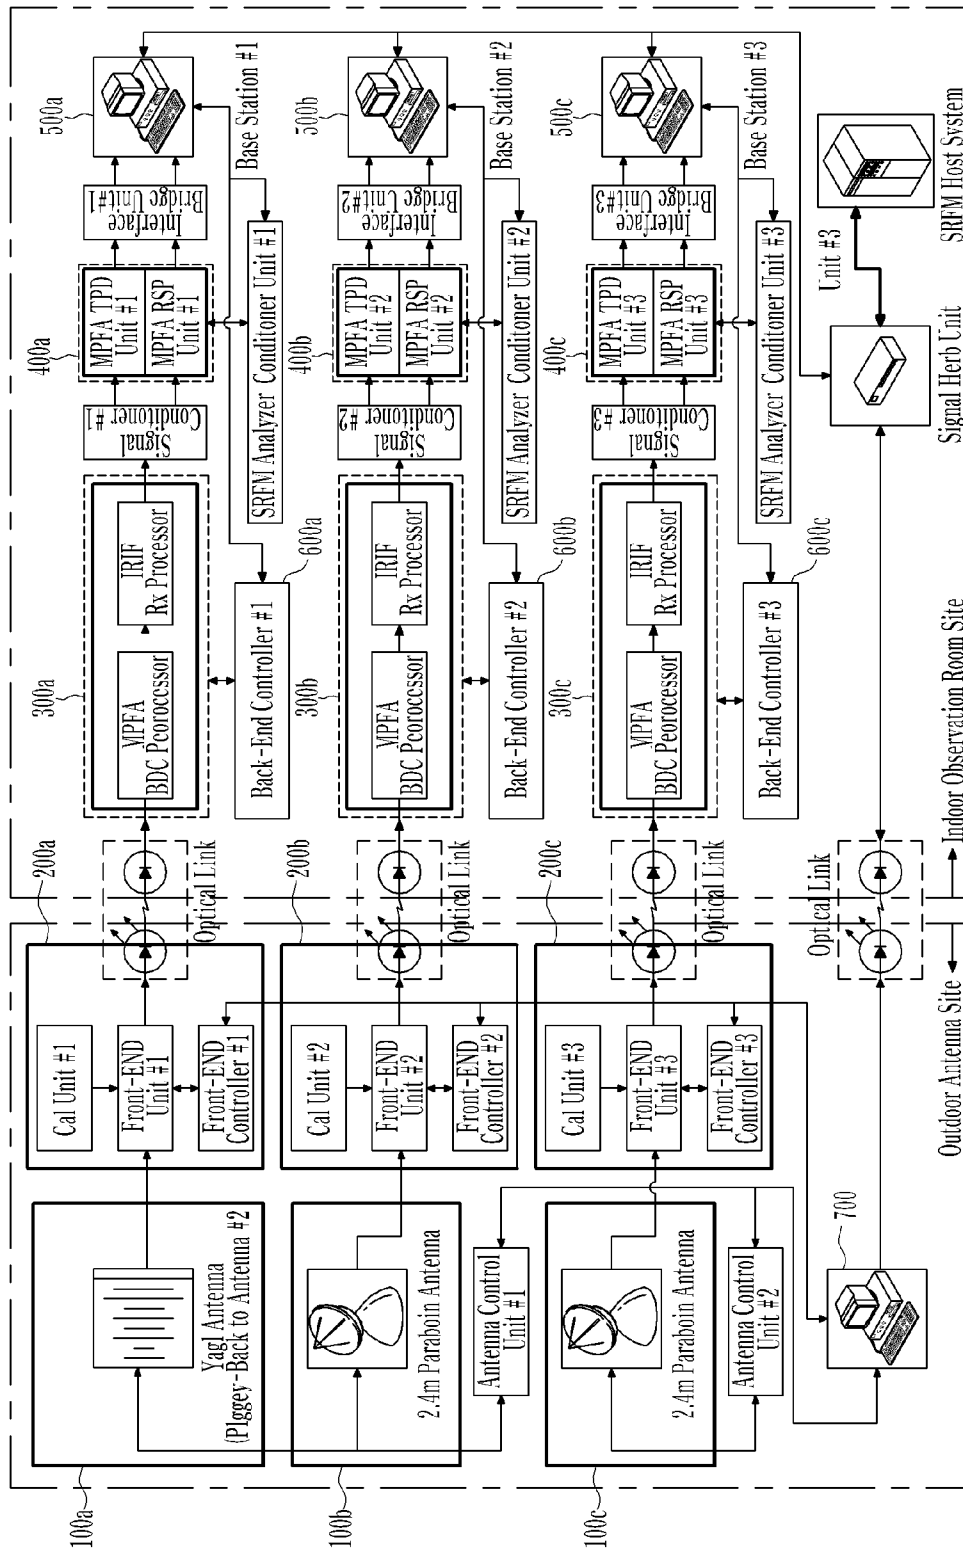 100a
Yag1 Antenna
(Plggey-Back to Antenna #2
200a
Cal Unit #1
Front-END
Unit #1
Front-END
Controller #1
Optical Link
300a
MPFA
BDC Pcorocessor
IRIF
Rx Processor
Back-End Controller #1
600a
Signal
Conditoner #1
400a
MPFA TPD
Unit #1
MPFA RSP
Unit #1
SRFM Analyzer Conditoner Unit #1
Interface
Bridge Unit#1
500a
Base Station #1
100b
2.4m Paraboin Antenna
Antenna Control
Unit #1
200b
Cal Unit #2
Front-END
Unit #2
Front-END
Controller #2
Optical Link
300b
MPFA
BDC Pcorocessor
IRIF
Rx Processor
Back-End Controller #2
600b
Signal
Conditoner #2
400b
MPFA TPD
Unit #2
MPFA RSP
Unit #2
SRFM Analyzer Conditoner Unit #2
Interface
Bridge Unit#2
500b
Base Station #2
100c
2.4m Paraboin Antenna
Antenna Control
Unit #2
200c
Cal Unit #3
Front-END
Unit #3
Front-END
Controller #3
Optical Link
300c
MPFA
BDC Peorocessor
IRIF
Rx Processor
Back-End Controller #3
600c
Signal
Conditoner #3
400c
MPFA TPD
Unit #3
MPFA RSP
Unit #3
SRFM Analyzer Conditoner Unit #3
Interface
Bridge Unit#3
500c
Base Station #3
700
Optical Link
Unit #3
Signal Herb Unit
SRFM Host System
Outdoor Antenna Site
Indoor Observation Room Site